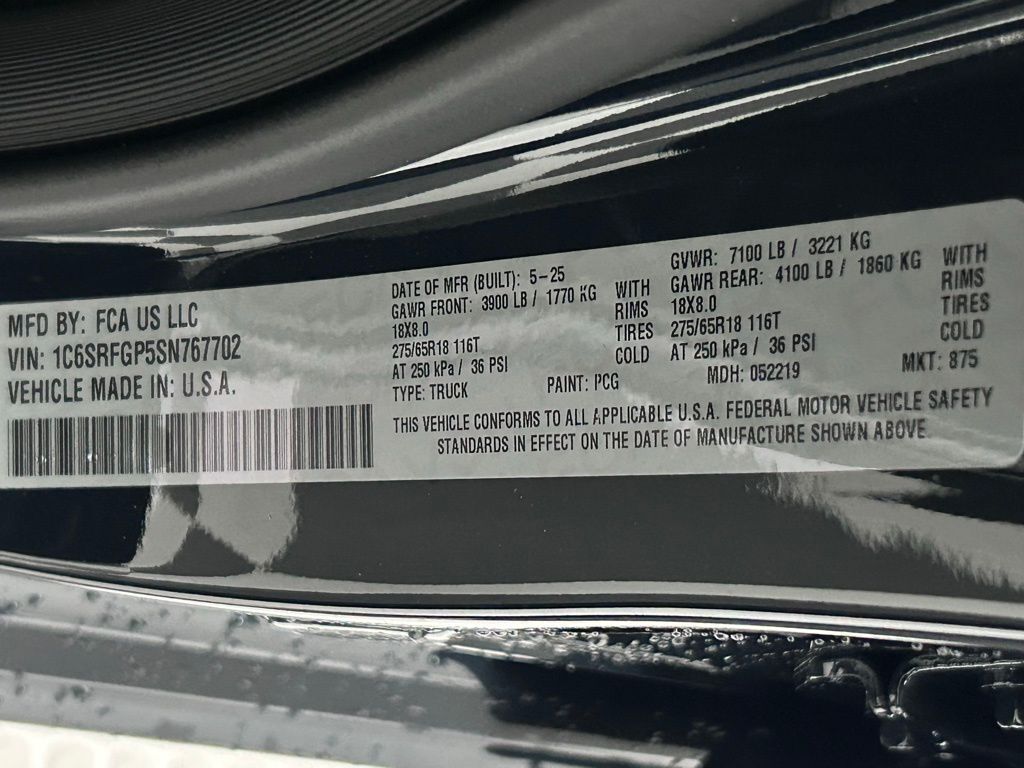 MFD BY: FCA US LLC
VIN: 1C6SRFGP5SN767702
VEHICLE MADE IN: U.S.A.
DATE OF MFR (BUILT): 5-25
GAWR FRONT: 3900 LB / 1770 KG
18X8.0
275/65R18 116T
AT 250 kPa / 36 PSI
WITH
RIMS
TIRES
COLD
TYPE: TRUCK
PAINT: PCG
GVWR: 7100 LB / 3221 KG
GAWR REAR: 4100 LB / 1860 KG
18X8.0
275/65R18 116T
AT 250 kPa / 36 PSI
WITH
RIMS
TIRES
COLD
MDH: 052219
MKT: 875
THIS VEHICLE CONFORMS TO ALL APPLICABLE U.S.A. FEDERAL MOTOR VEHICLE SAFETY
STANDARDS IN EFFECT ON THE DATE OF MANUFACTURE SHOWN ABOVE.